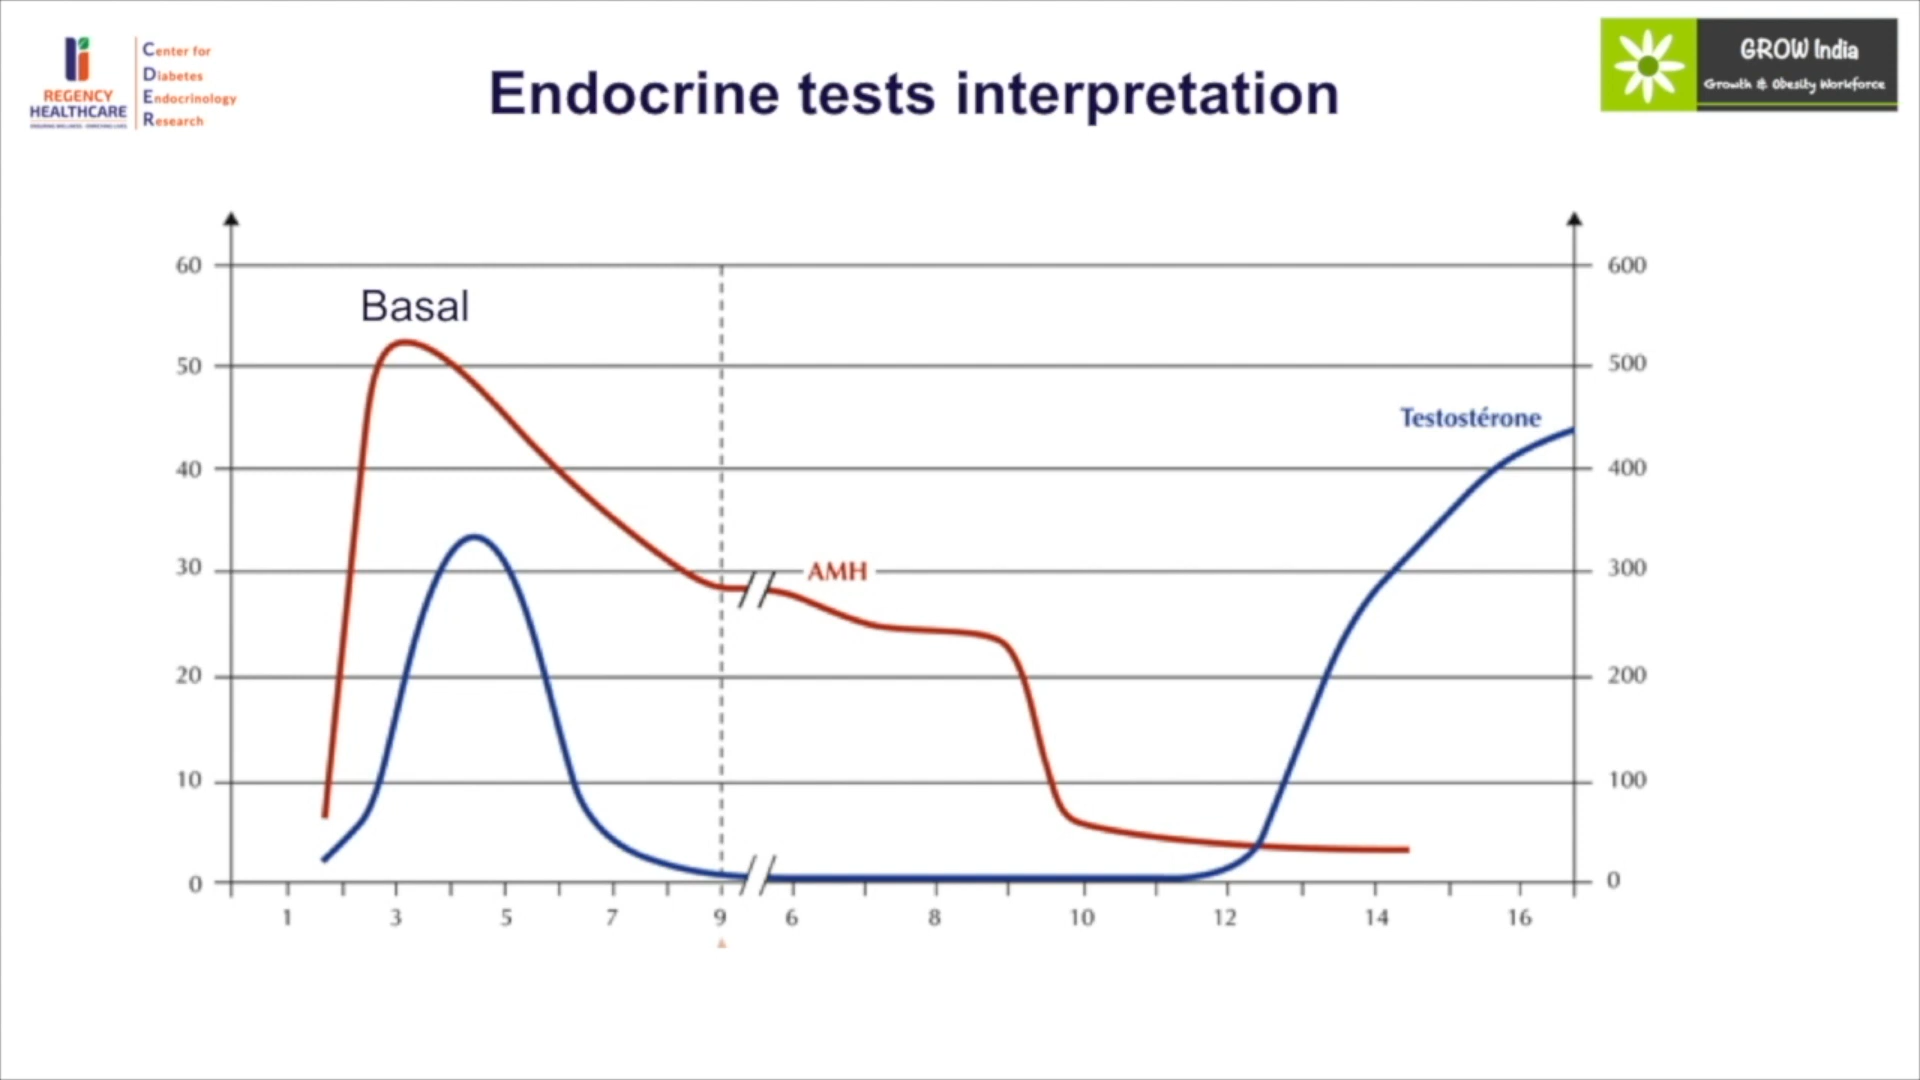 REGENCY
HEALTHCARE
Center for
Diabetes
Endocrinology
Research
Endocrine tests interpretation
GROW India
Growth & Obesity Workforce
60
50
40
30
20
10
0
Basal
AMH
Testostérone
600
500
400
300
200
100
0
1 3 5 7 9 6 8 10 12 14 16